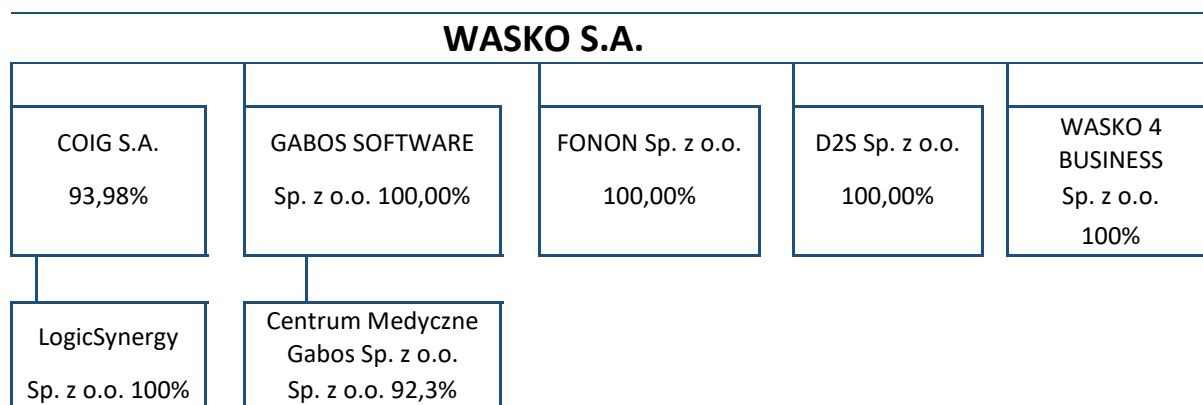 WASKO S.A.
COIG S.A.
93,98%
GABOS SOFTWARE
Sp. z o.o. 100,00%
FONON Sp. z o.o.
100,00%
D2S Sp. z o.o.
100,00%
WASKO 4
BUSINESS
Sp. z o.o.
100%
LogicSynergy
Sp. z o.o. 100%
Centrum Medyczne
Gabos Sp. z o.o.
Sp. z o.o. 92,3%